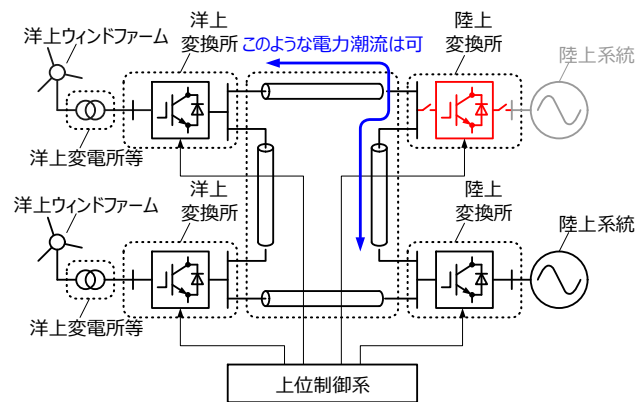 洋上ウィンドファーム
洋上
変換所
このような電力潮流は可
陸上
変換所
陸上系統
洋上変電所等
洋上ウィンドファーム
洋上
変換所
陸上
変換所
陸上系統
洋上変電所等
上位制御系